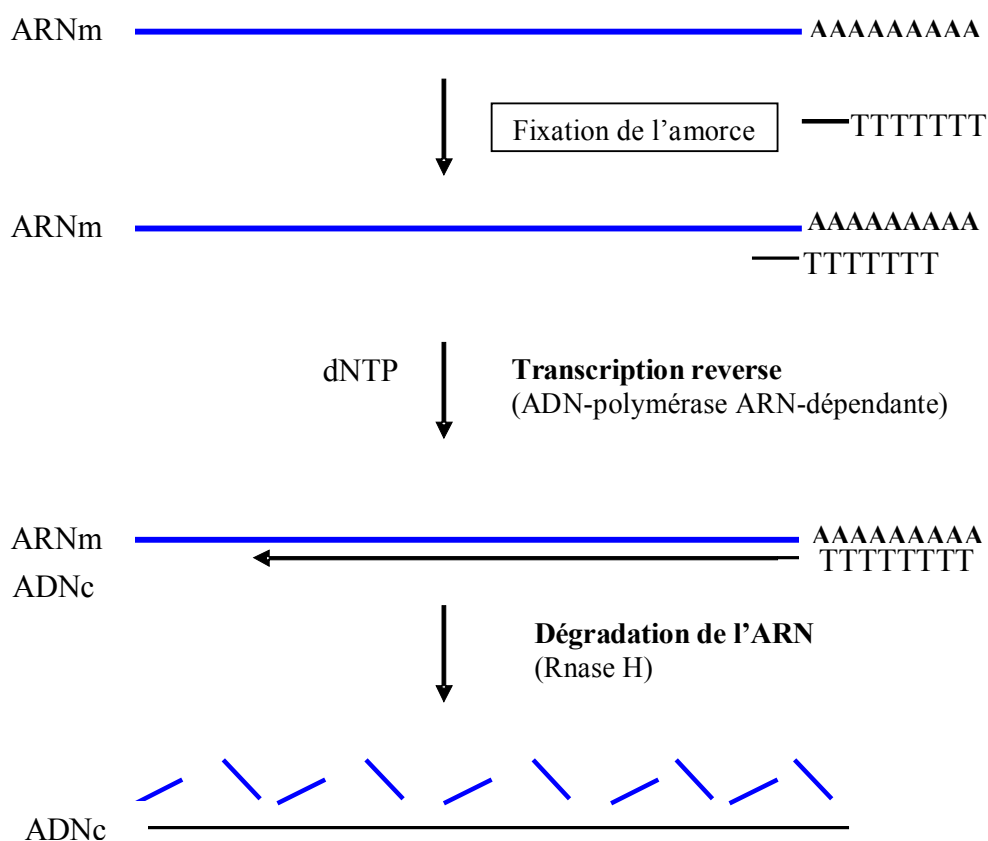 ARNm AAAAAAAAA
Fixation de l'amorce TTTTTTT
ARNm AAAAAAAAA
TTTTTTT
dNTP Transcription reverse
(ADN-polymérase ARN-dépendante)
ARNm AAAAAAAAA
TTTTTTTT
ADNc
Dégradation de l'ARN
(Rnase H)
ADNc